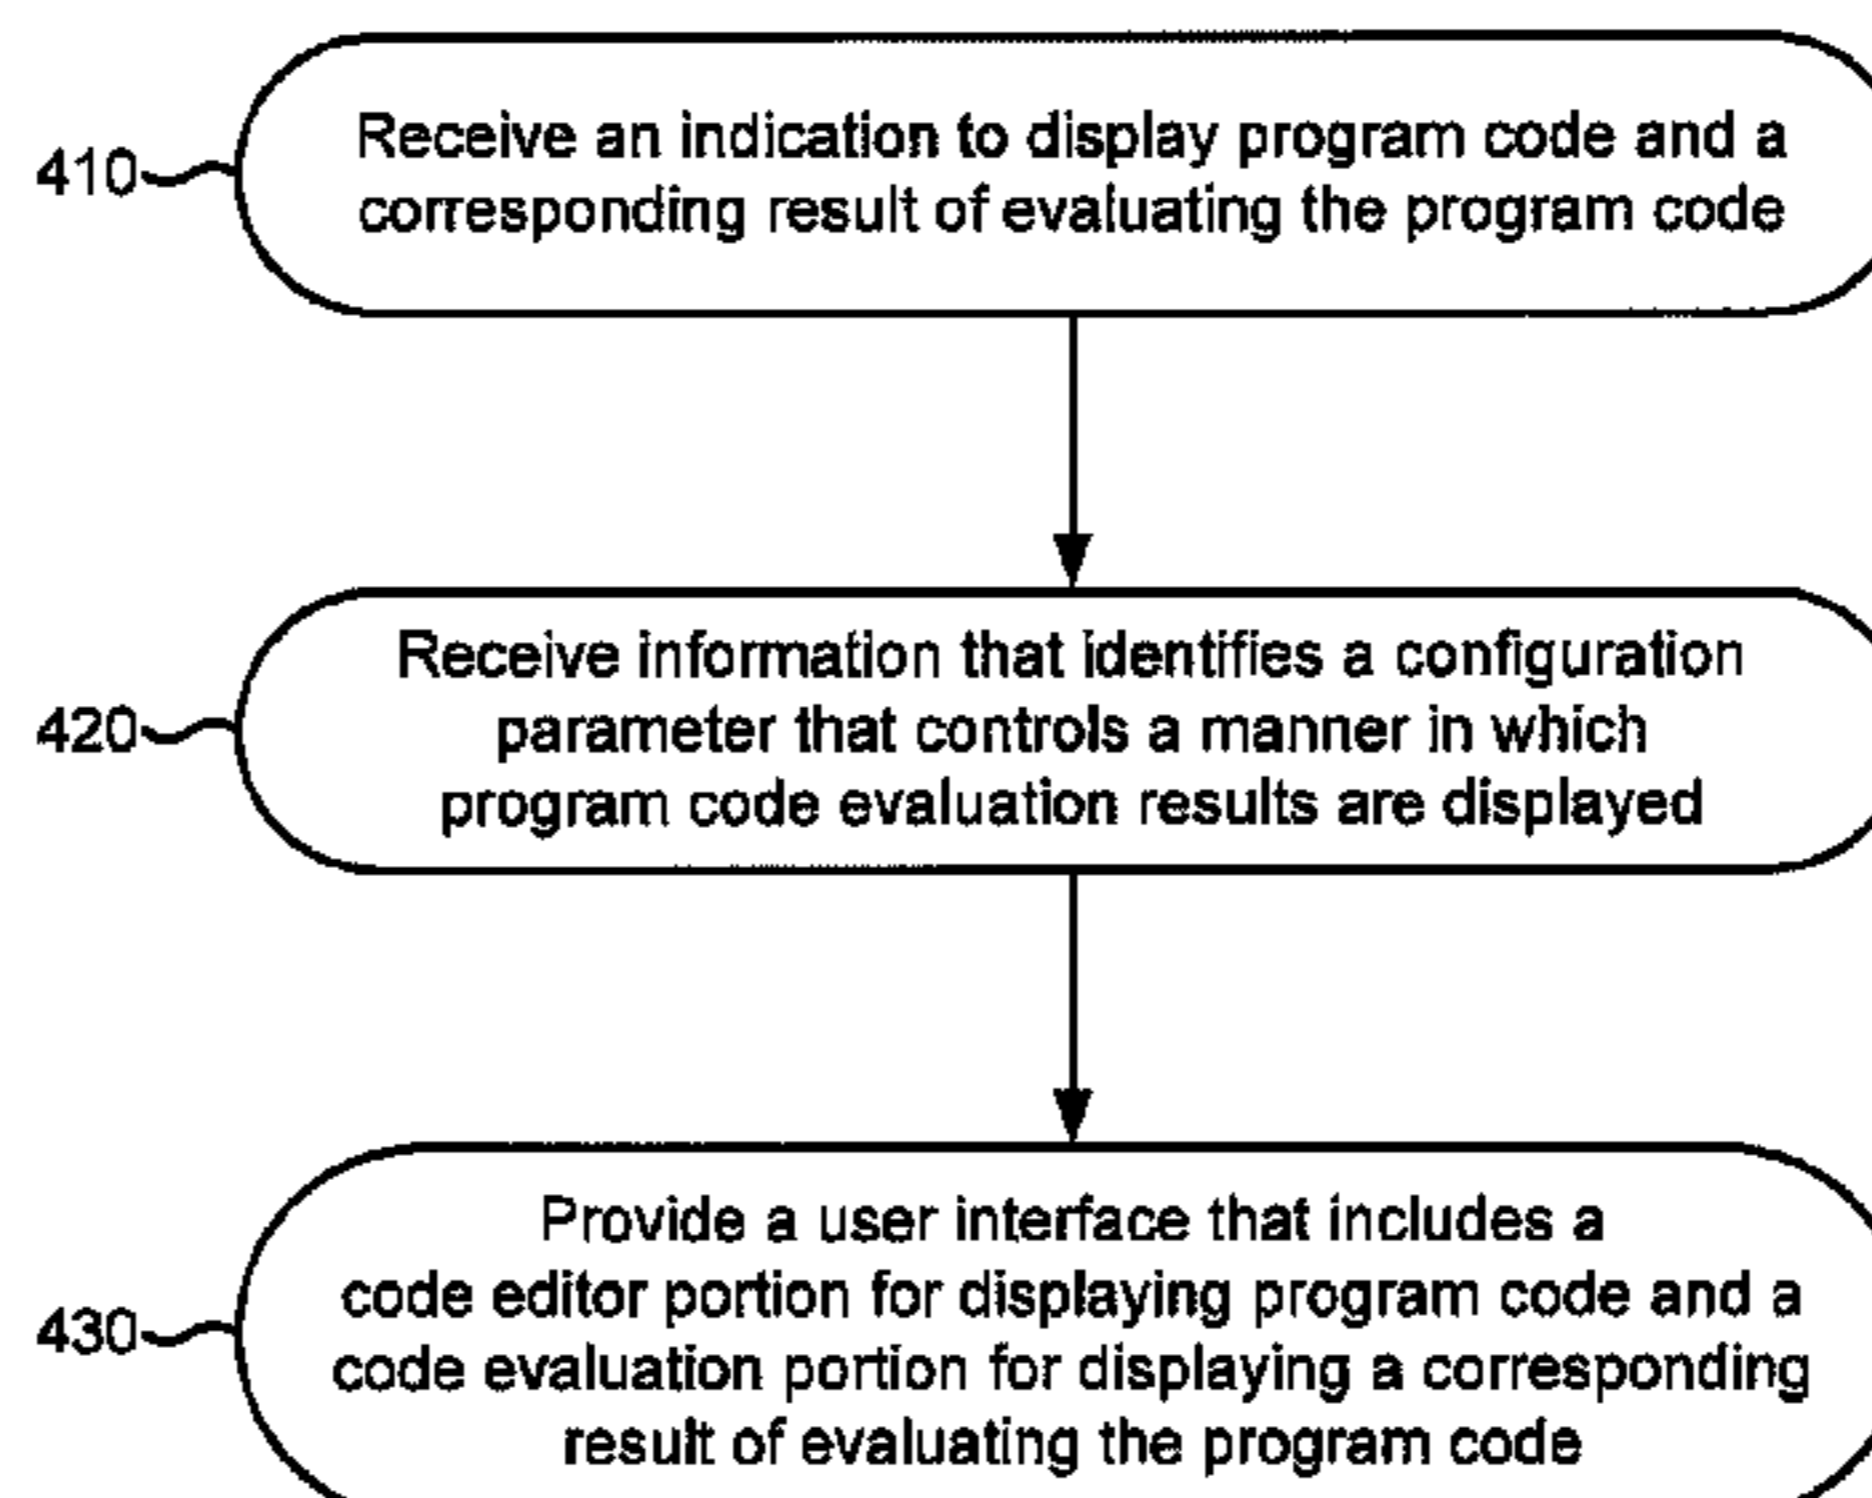 Receive an indication to display program code and a
410
corresponding result of evaluating the program code
Receive information that identifies a configuration
420
parameter that controls a manner in which
program code evaluation results are displayed
Provide a user interface that includes a
code editor portion for displaying program code and a
430
code evaluation portion for displaying a corresponding
result of evaluating the program code